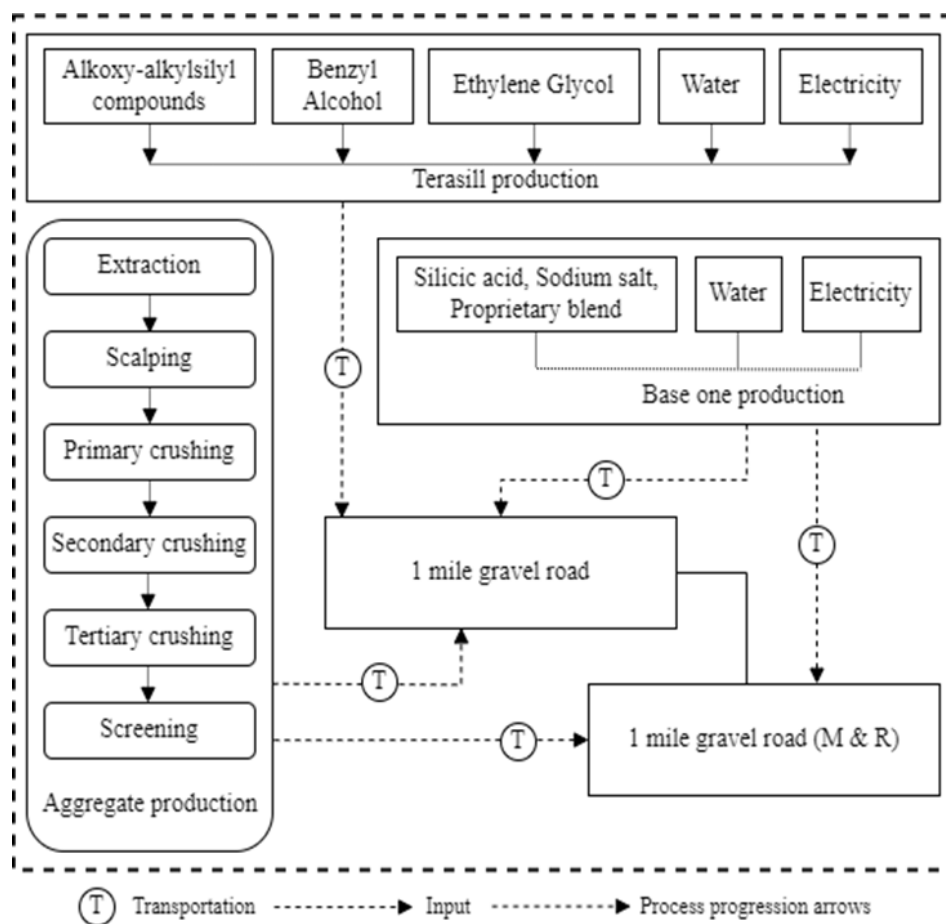 Alkoxy-alkylsilyl
compounds
Benzyl
Alcohol
Ethylene Glycol
Water
Electricity
Terasill production
Extraction
Scalping
Primary crushing
Secondary crushing
Tertiary crushing
Screening
Aggregate production
Silicic acid, Sodium salt,
Proprietary blend
Water
Electricity
Base one production
T
T
T
1 mile gravel road
T
T
1 mile gravel road (M & R)
T Transportation
Input
Process progression arrows